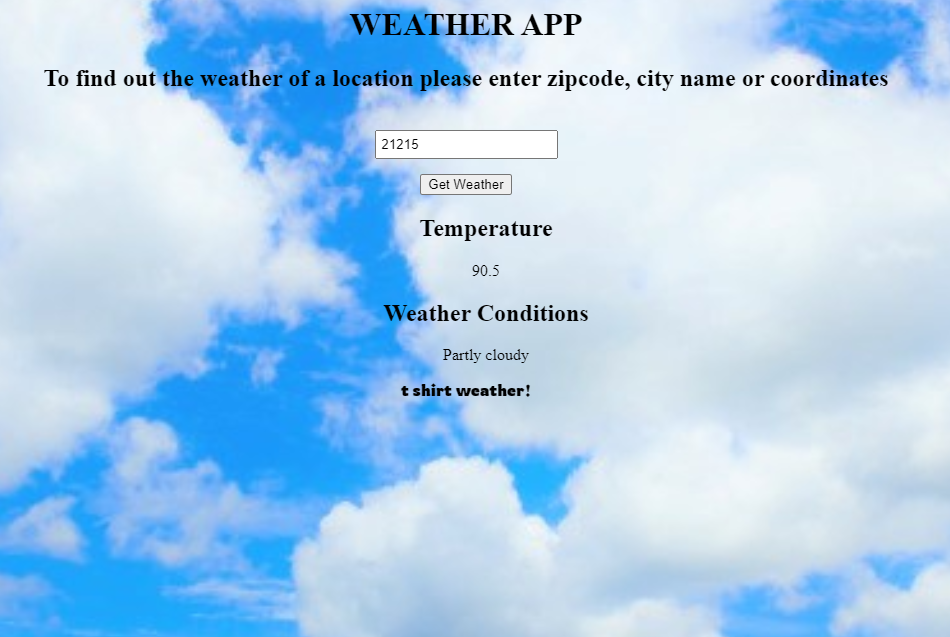 WEATHER APP
To find out the weather of a location please enter zipcode, city name or coordinates
21215
Get Weather
Temperature
90.5
Weather Conditions
Partly cloudy
t shirt weather!